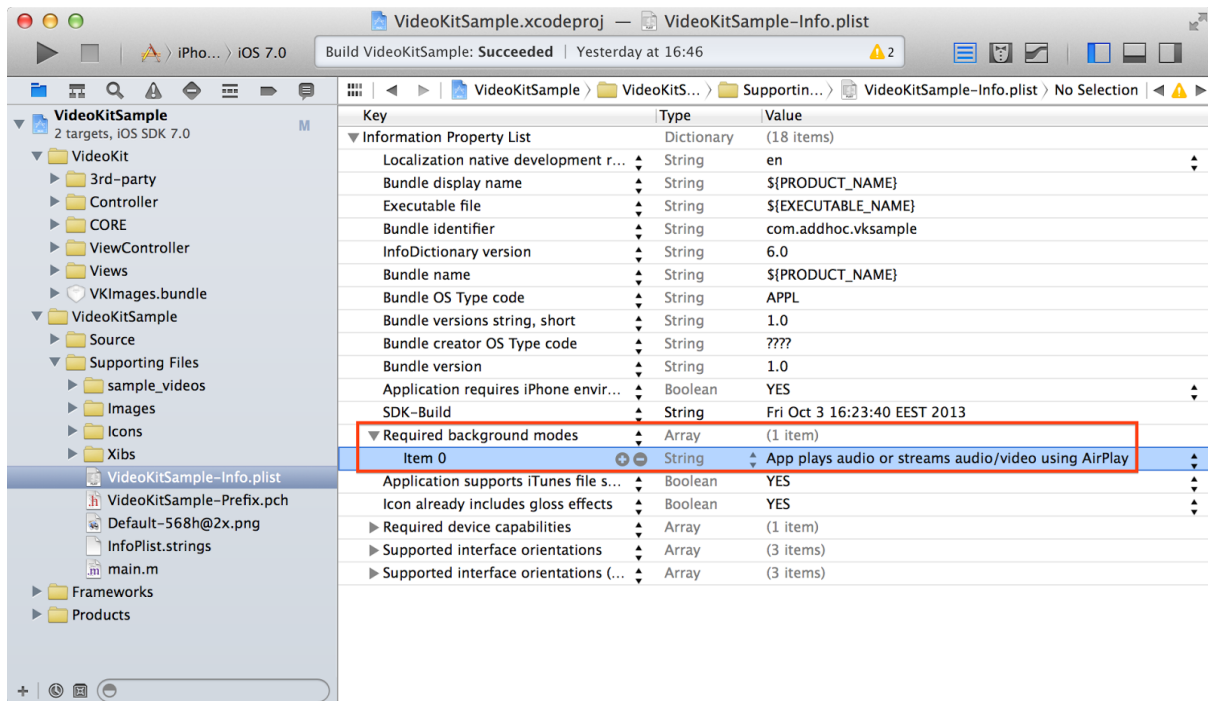 VideoKitSample.xcodeproj — VideoKitSample-Info.plist
iPho... iOS 7.0
Build VideoKitSample: Succeeded | Yesterday at 16:46
2
VideoKitSample
2 targets, iOS SDK 7.0
M
VideoKit
3rd-party
Controller
CORE
ViewController
Views
VKImages.bundle
VideoKitSample
Source
Supporting Files
sample_videos
Images
Icons
Xibs
VideoKitSample-Info.plist
VideoKitSample-Prefix.pch
Default-568h@2x.png
InfoPlist.strings
main.m
Frameworks
Products
VideoKitSample VideoKitS... Supportin... VideoKitSample-Info.plist No Selection
Key Type Value
Information Property List Dictionary (18 items)
Localization native development r... String en
Bundle display name String ${PRODUCT_NAME}
Executable file String ${EXECUTABLE_NAME}
Bundle identifier String com.addhoc.vksample
InfoDictionary version String 6.0
Bundle name String ${PRODUCT_NAME}
Bundle OS Type code String APPL
Bundle versions string, short String 1.0
Bundle creator OS Type code String ????
Bundle version String 1.0
Application requires iPhone envir... Boolean YES
SDK-Build String Fri Oct 3 16:23:40 EEST 2013
Required background modes Array (1 item)
Item 0 String App plays audio or streams audio/video using AirPlay
Application supports iTunes file s... Boolean YES
Icon already includes gloss effects Boolean YES
Required device capabilities Array (1 item)
Supported interface orientations Array (3 items)
Supported interface orientations (... Array (3 items)